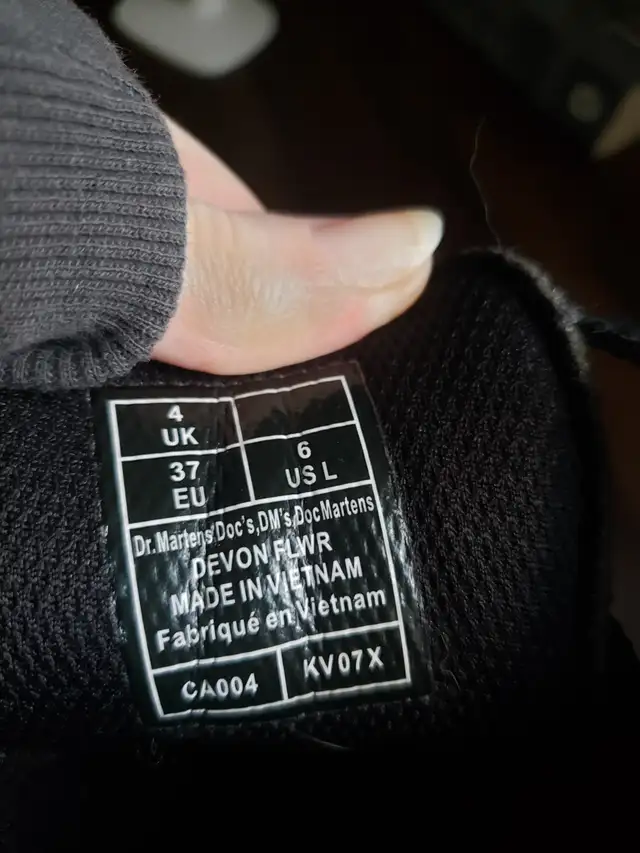 4
UK
37
EU
6
US L
Dr.Martens Doc's,DM's,DocMartens
DEVON FLWR
MADE IN VIETNAM
Fabriqué en Vietnam
CA004
KV07X